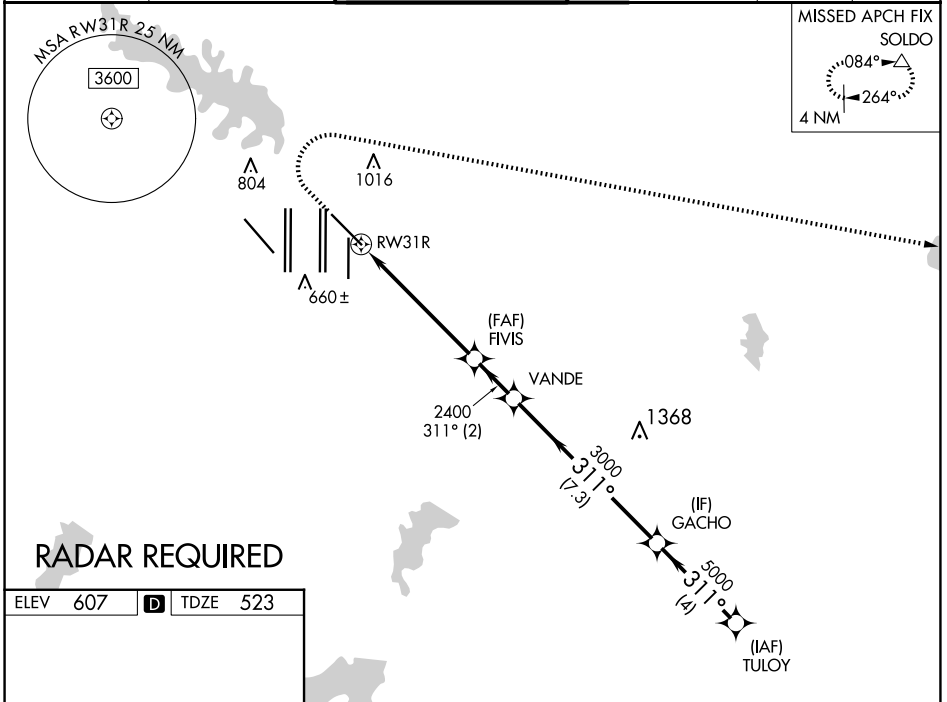 MSA RW31R 25 NM
3600
MISSED APCH FIX
SOLDO
084°
264°
4 NM
804
1016
RW31R
660 ±
(FAF)
FIVIS
VANDE
2400
311° (2)
1368
3000
311°
(7.3)
(IF)
GACHO
5000
311°
(4)
(IAF)
TULOY
RADAR REQUIRED
ELEV 607 D TDZE 523